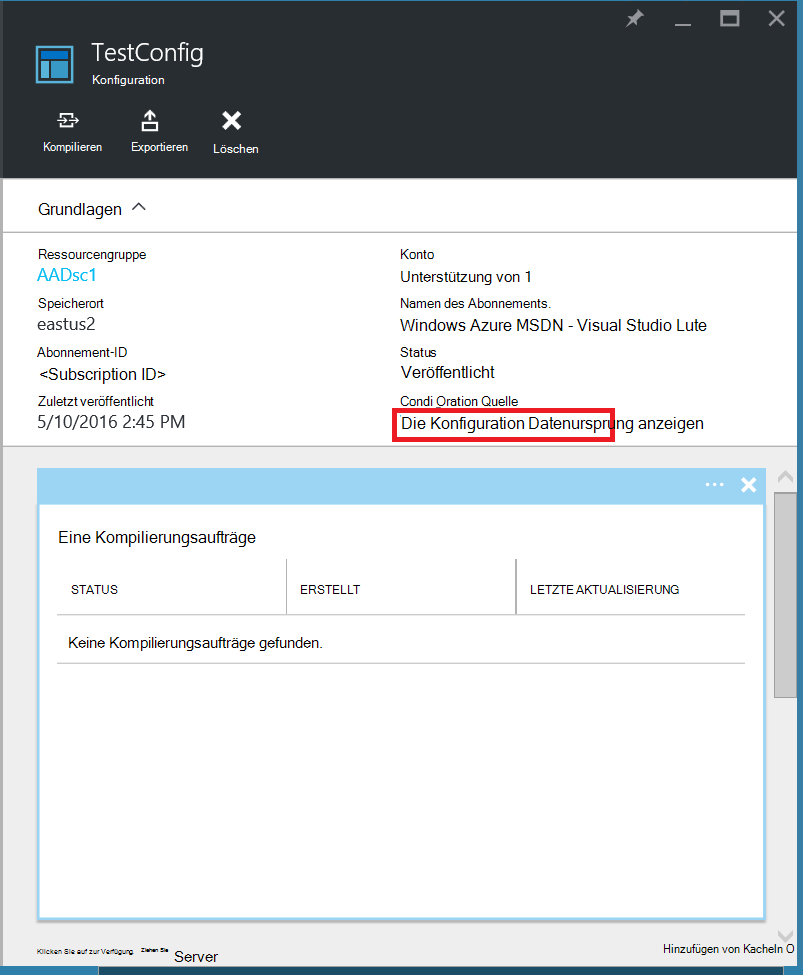 TestConfig
Konfiguration
Kompilieren Exportieren Löschen
Grundlagen
Ressourcengruppe
AADsc1
Speicherort
eastus2
Abonnement-ID
<Subscription ID>
Zuletzt veröffentlicht
5/10/2016 2:45 PM
Konto
Unterstützung von 1
Namen des Abonnements.
Windows Azure MSDN - Visual Studio Lute
Status
Veröffentlicht
Condi Oration Quelle
Die Konfiguration Datenursprung anzeigen
Eine Kompilierungsaufträge
STATUS ERSTELLT LETZTE AKTUALISIERUNG
Keine Kompilierungsaufträge gefunden.
Klicken Sie auf zur Verfügung. Ziehen Sie Server
Hinzufügen von Kacheln O